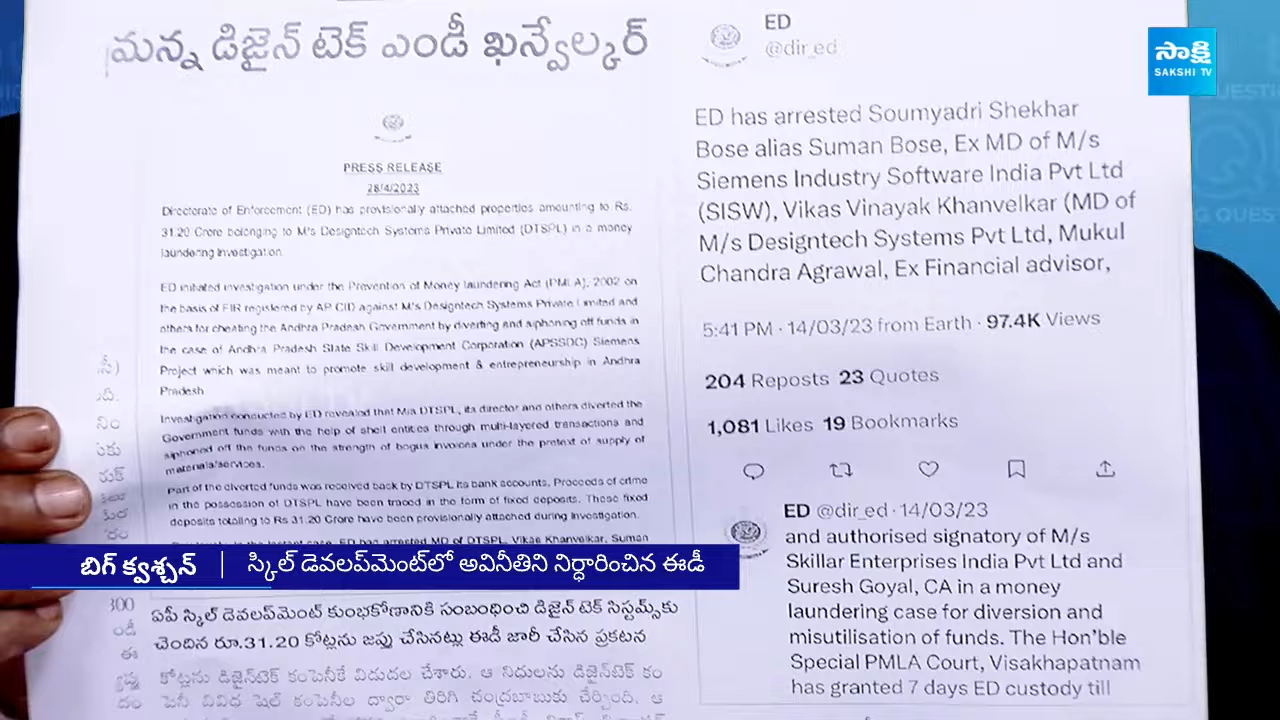 మన్న డిజైన్ టెక్ ఎండీ ఖన్వేల్కర్
PRESS RELEASE
28/4/2023
Directorate of Enforcement (ED) has provisionally attached properties amounting to Rs.
31.20 Crore belonging to M/s Designtech Systems Private Limited (DTSPL) in a money
laundering investigation.
ED initiated investigation under the Prevention of Money laundering Act (PMLA), 2002 on
the basis of FIR registered by AP CID against M/s Designtech Systems Private Limited and
others for cheating the Andhra Pradesh Government by diverting and siphoning off funds in
the case of Andhra Pradesh State Skill Development Corporation (APSSDC) Siemens
Project which was meant to promote skill development & entrepreneurship in Andhra
Pradesh
Investigation conducted by ED revealed that M/s DTSPL, its director and others diverted the
Government funds with the help of shell entities through multi-layered transactions and
siphoned off the funds on the strength of bogus invoices under the pretext of supply of
materials/services.
Part of the diverted funds was received back by DTSPL its bank accounts. Proceeds of crime
in the possession of DTSPL have been traced in the form of fixed deposits. These fixed
deposits totaling to Rs 31.20 Crore have been provisionally attached during Investigation.
ED has arrested MD of DTSPL, Vikas Khanvelkar, Suman
ఏపీ స్కిల్ డెవలప్‌మెంట్ కుంభకోణానికి సంబంధించి డిజైన్ టెక్ సిస్టమ్స్‌కు
చెందిన రూ.31.20 కోట్లను జప్తు చేసినట్లు ఈడీ జారీ చేసిన ప్రకటన
కోట్లను డిజైన్‌టెక్ కంపెనీకే విడుదల చేశారు. ఆ నిధులను డిజైన్‌టెక్ కం
పెనీ వివిధ షెల్ కంపెనీల ద్వారా తిరిగి చంద్రబాబుకు చేర్చింది. ఆ
ED
@dir_ed
ED has arrested Soumyadri Shekhar
Bose alias Suman Bose, Ex MD of M/s
Siemens Industry Software India Pvt Ltd
(SISW), Vikas Vinayak Khanvelkar (MD of
M/s Designtech Systems Pvt Ltd, Mukul
Chandra Agrawal, Ex Financial advisor,
5:41 PM · 14/03/23 from Earth · 97.4K Views
204 Reposts 23 Quotes
1,081 Likes 19 Bookmarks
ED @dir_ed · 14/03/23
and authorised signatory of M/s
Skillar Enterprises India Pvt Ltd and
Suresh Goyal, CA in a money
laundering case for diversion and
misutilisation of funds. The Hon'ble
Special PMLA Court, Visakhapatnam
has granted 7 days ED custody till
సాక్షి
SAKSHI TV
బిగ్ క్వశ్చన్ | స్కిల్ డెవలప్‌మెంట్‌లో అవినీతిని నిర్ధారించిన ఈడీ